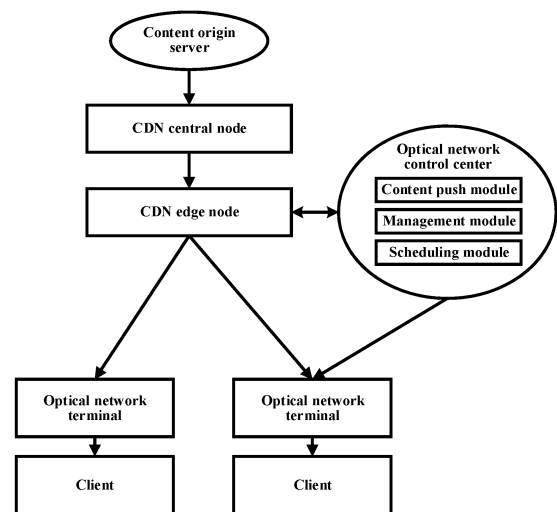 Content origin
server
CDN central node
Optical network
control center
Content push module
CDN edge node
Management module
Scheduling module
Optical network
terminal
Optical network
terminal
Client
Client